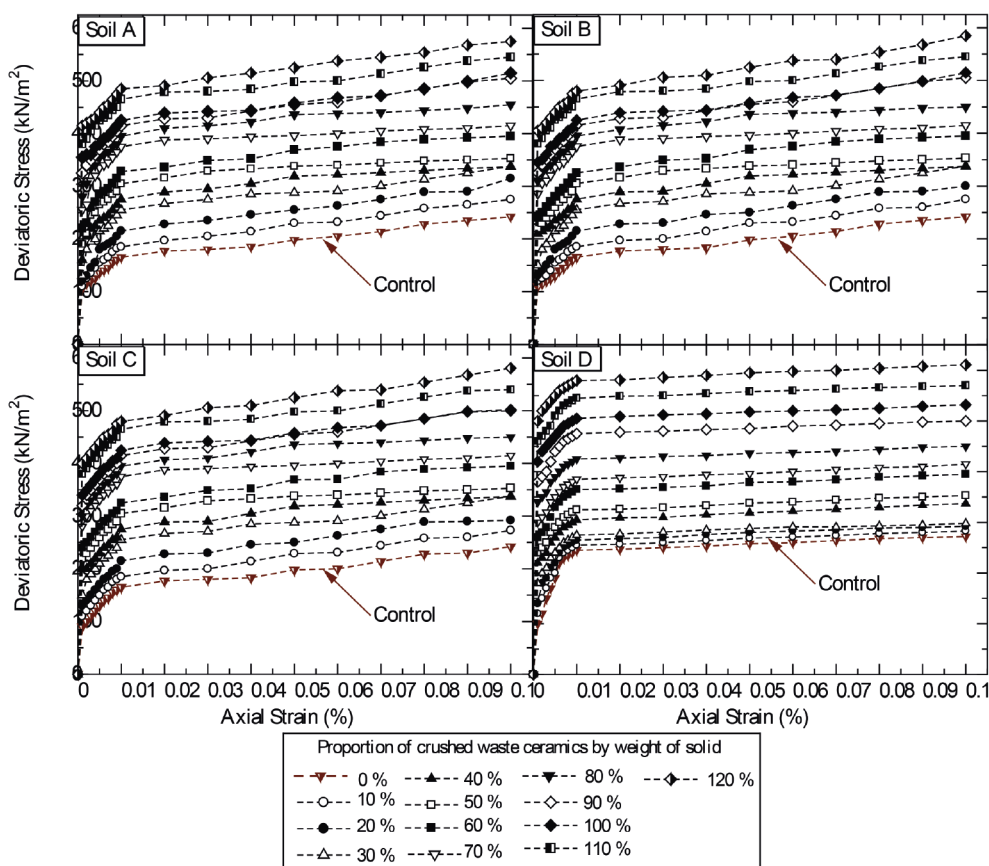 Soil A
Soil B
500
Deviatoric Stress (kN/m²)
Control
Control
Soil C
Soil D
500
Deviatoric Stress (kN/m²)
Control
Control
0 0.01 0.02 0.03 0.04 0.05 0.06 0.07 0.08 0.09 0.1 0 0.01 0.02 0.03 0.04 0.05 0.06 0.07 0.08 0.09 0.1
Axial Strain (%)
Axial Strain (%)
Proportion of crushed waste ceramics by weight of solid
0 % 40 % 80 % 120 %
10 % 50 % 90 %
20 % 60 % 100 %
30 % 70 % 110 %